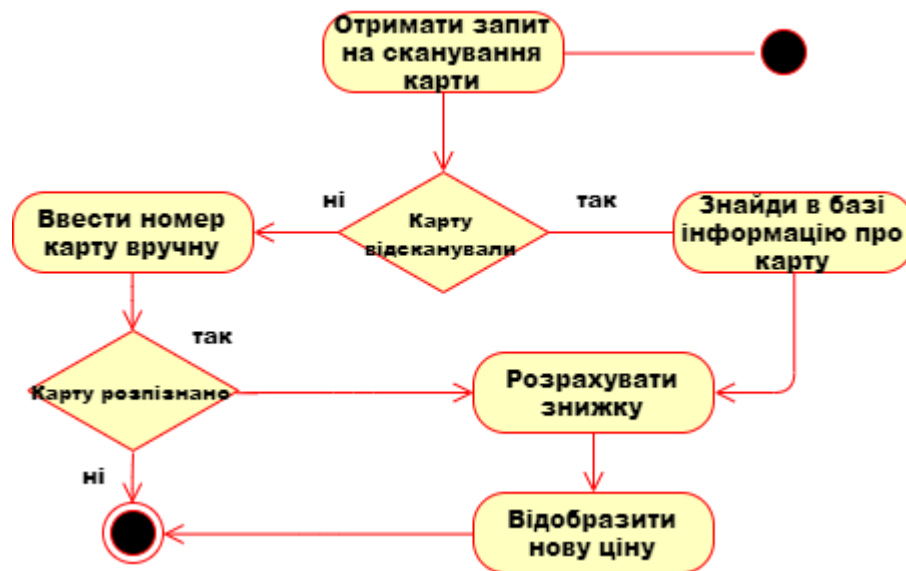 Отримати запит
на сканування
карти
ні
так
Ввести номер
карту вручну
Карту
відсканували
Знайди в базі
інформацію про
карту
так
Карту розпізнано
Розрахувати
знижку
ні
Відобразити
нову ціну